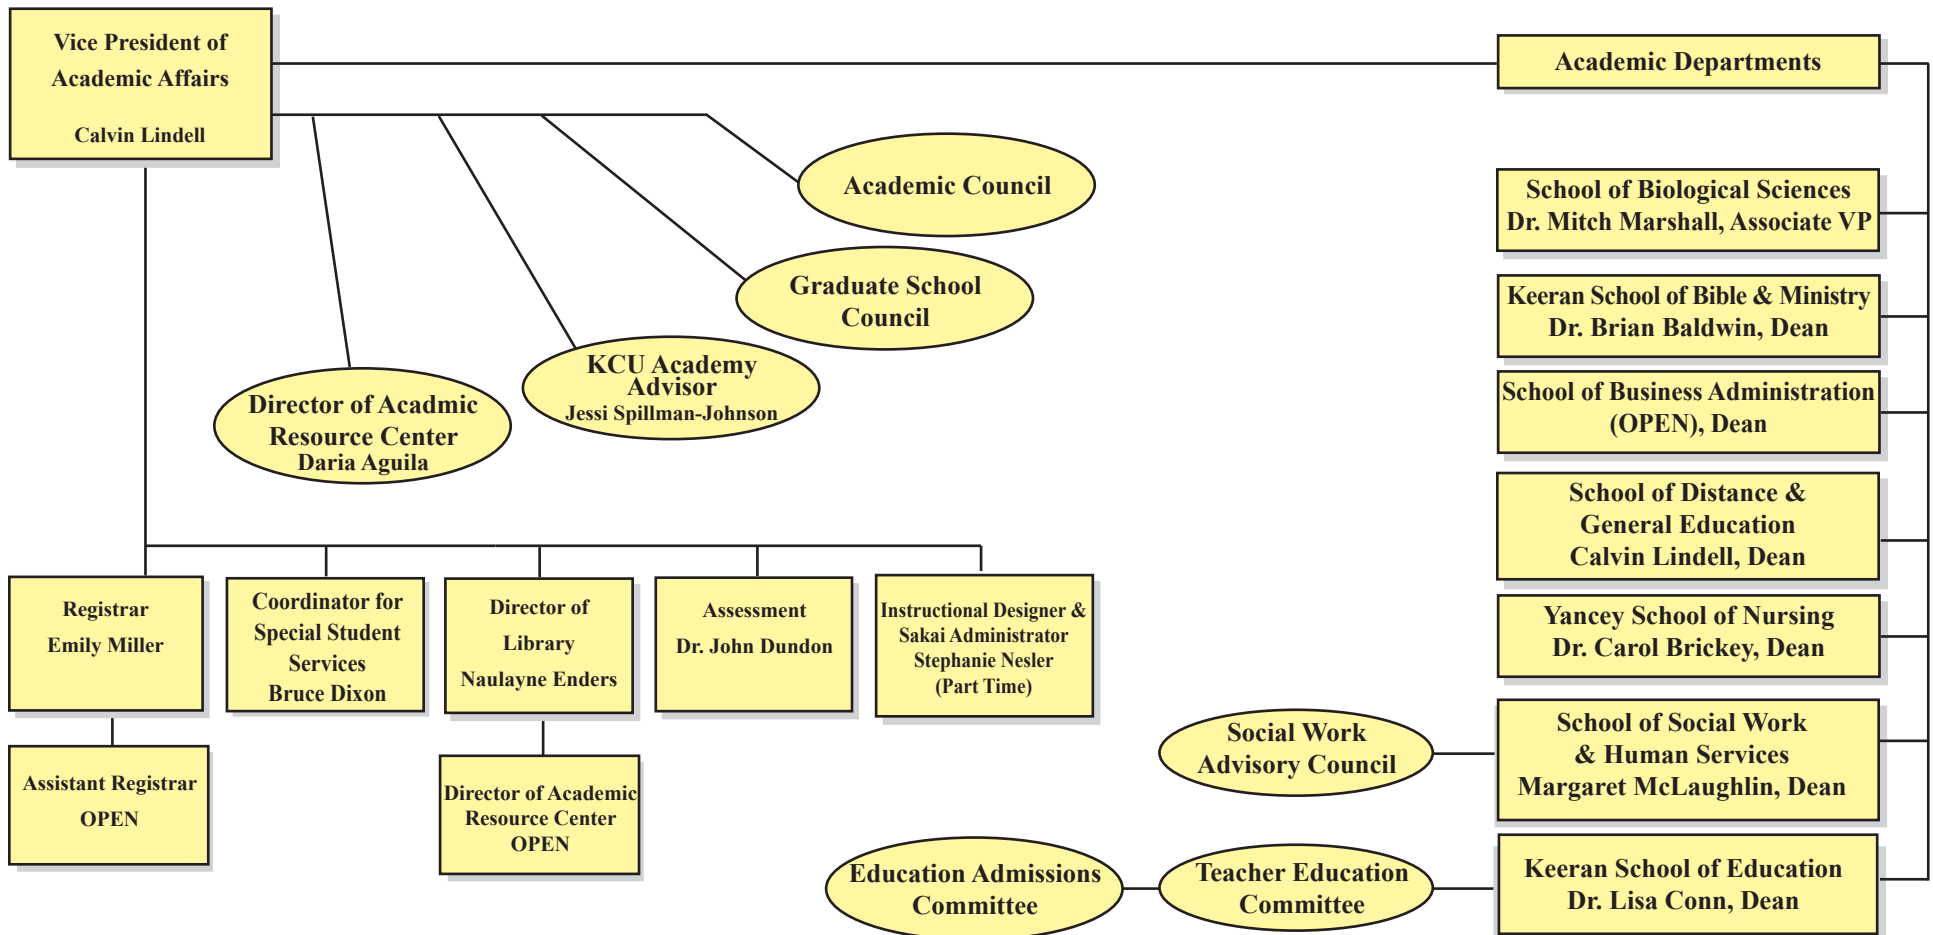 Vice President of
Academic Affairs
Calvin Lindell
Academic Departments
Academic Council
Graduate School
Council
KCU Academy
Advisor
Jessi Spillman-Johnson
Director of Acadmic
Resource Center
Daria Aguila
School of Biological Sciences
Dr. Mitch Marshall, Associate VP
Keeran School of Bible & Ministry
Dr. Brian Baldwin, Dean
School of Business Administration
(OPEN), Dean
School of Distance &
General Education
Calvin Lindell, Dean
Yancey School of Nursing
Dr. Carol Brickey, Dean
School of Social Work
& Human Services
Margaret McLaughlin, Dean
Social Work
Advisory Council
Keeran School of Education
Dr. Lisa Conn, Dean
Teacher Education
Committee
Education Admissions
Committee
Registrar
Emily Miller
Coordinator for
Special Student
Services
Bruce Dixon
Director of
Library
Naulayne Enders
Assessment
Dr. John Dundon
Instructional Designer &
Sakai Administrator
Stephanie Nesler
(Part Time)
Assistant Registrar
OPEN
Director of Academic
Resource Center
OPEN